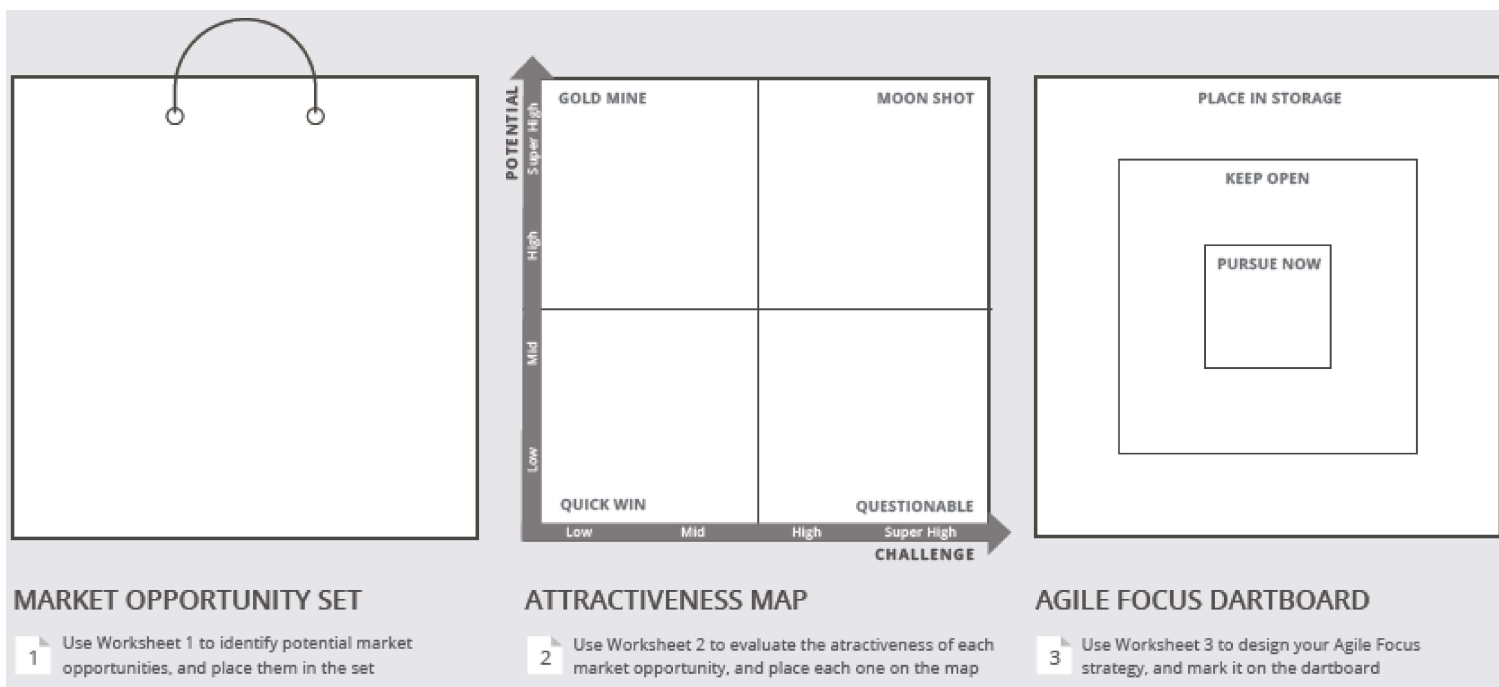 POTENTIAL
Super High
High
Mid
Low
GOLD MINE
MOON SHOT
QUICK WIN
QUESTIONABLE
Low Mid High Super High
CHALLENGE
PLACE IN STORAGE
KEEP OPEN
PURSUE NOW
MARKET OPPORTUNITY SET
1
Use Worksheet 1 to identify potential market
opportunities, and place them in the set
ATTRACTIVENESS MAP
2
Use Worksheet 2 to evaluate the atractiveness of each
market opportunity, and place each one on the map
AGILE FOCUS DARTBOARD
3
Use Worksheet 3 to design your Agile Focus
strategy, and mark it on the dartboard